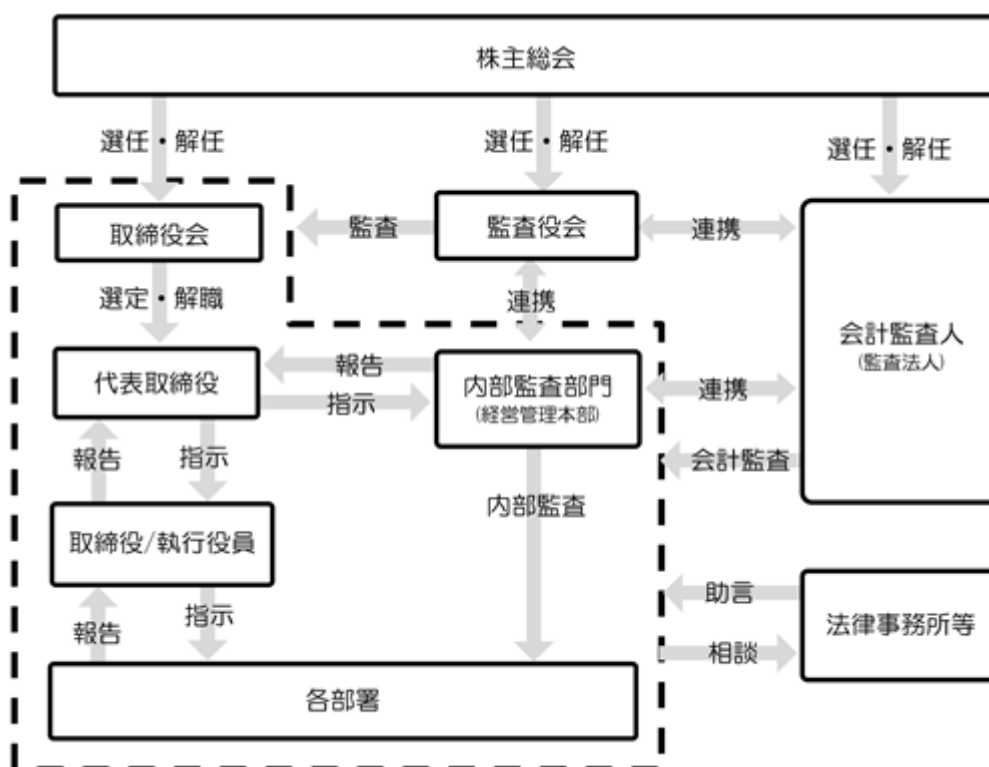 株主総会
選任・解任
選任・解任
選任・解任
取締役会
監査
監査役会
連携
選定・解職
連携
会計監査人
(監査法人)
代表取締役
報告
指示
内部監査部門
(経営管理本部)
連携
報告
指示
会計監査
内部監査
取締役/執行役員
助言
法律事務所等
報告
指示
相談
各部署